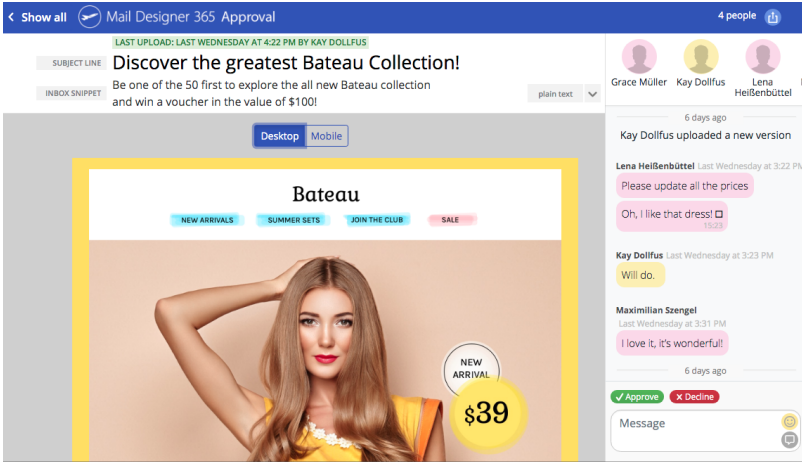 Show all
Mail Designer 365 Approval
4 people
LAST UPLOAD: LAST WEDNESDAY AT 4:22 PM BY KAY DOLLFUS
SUBJECT LINE
Discover the greatest Bateau Collection!
INBOX SNIPPET
Be one of the 50 first to explore the all new Bateau collection
and win a voucher in the value of $100!
plain text
Desktop
Mobile
Bateau
NEW ARRIVALS
SUMMER SETS
JOIN THE CLUB
SALE
NEW
ARRIVAL
$39
Grace Müller
Kay Dollfus
Lena
Heißenbüttel
6 days ago
Kay Dollfus uploaded a new version
Lena Heißenbüttel Last Wednesday at 3:22 PM
Please update all the prices
Oh, I like that dress!
15:23
Kay Dollfus Last Wednesday at 3:23 PM
Will do.
Maximilian Szengel
Last Wednesday at 3:31 PM
I love it, it's wonderful!
6 days ago
Approve
Decline
Message